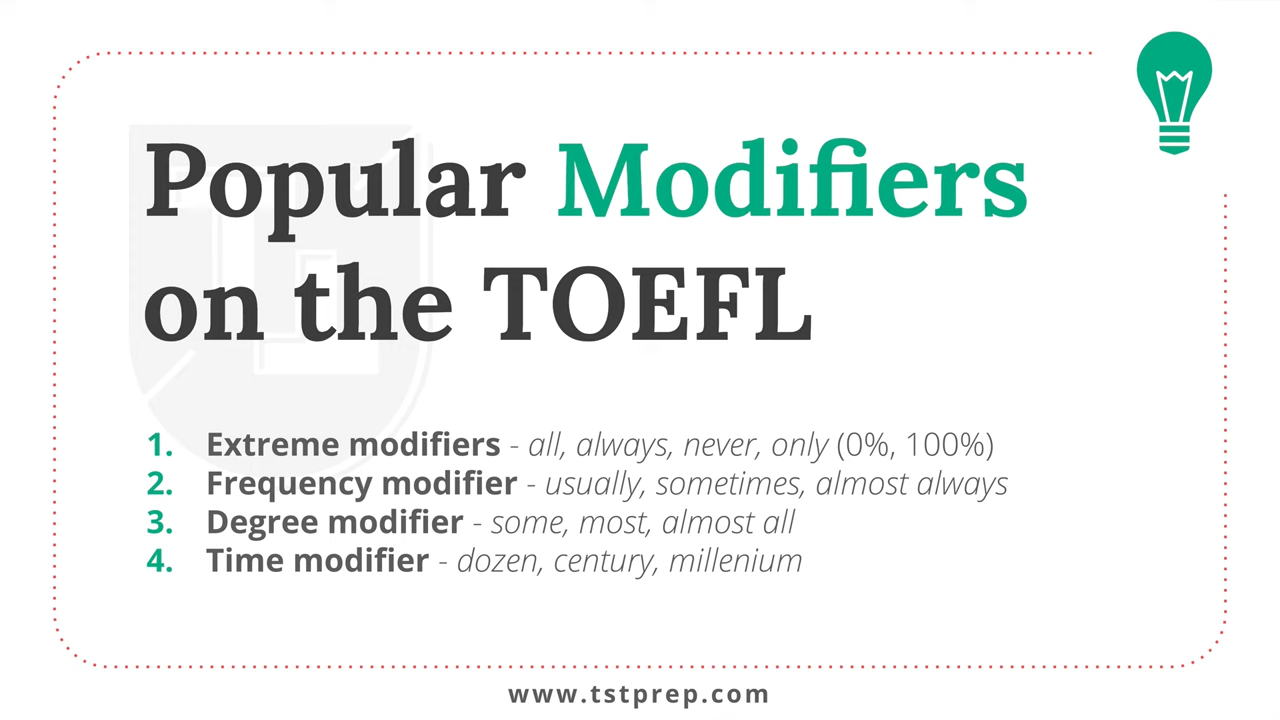 Popular Modifiers
on the TOEFL
1. Extreme modifiers - all, always, never, only (0%, 100%)
2. Frequency modifier - usually, sometimes, almost always
3. Degree modifier - some, most, almost all
4. Time modifier - dozen, century, millenium
www.tstprep.com